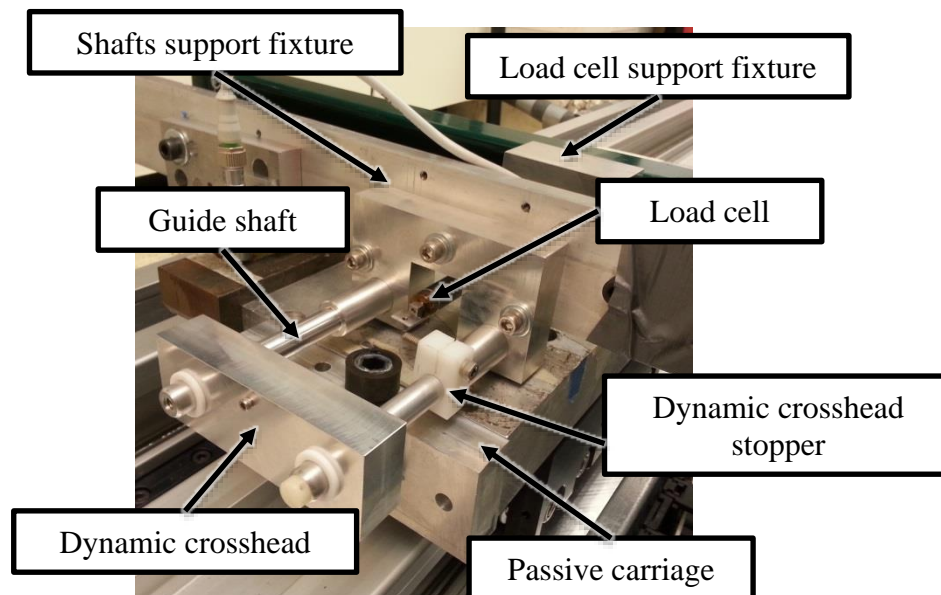 Shafts support fixture
Load cell support fixture
Guide shaft
Load cell
Dynamic crosshead
stopper
Dynamic crosshead
Passive carriage